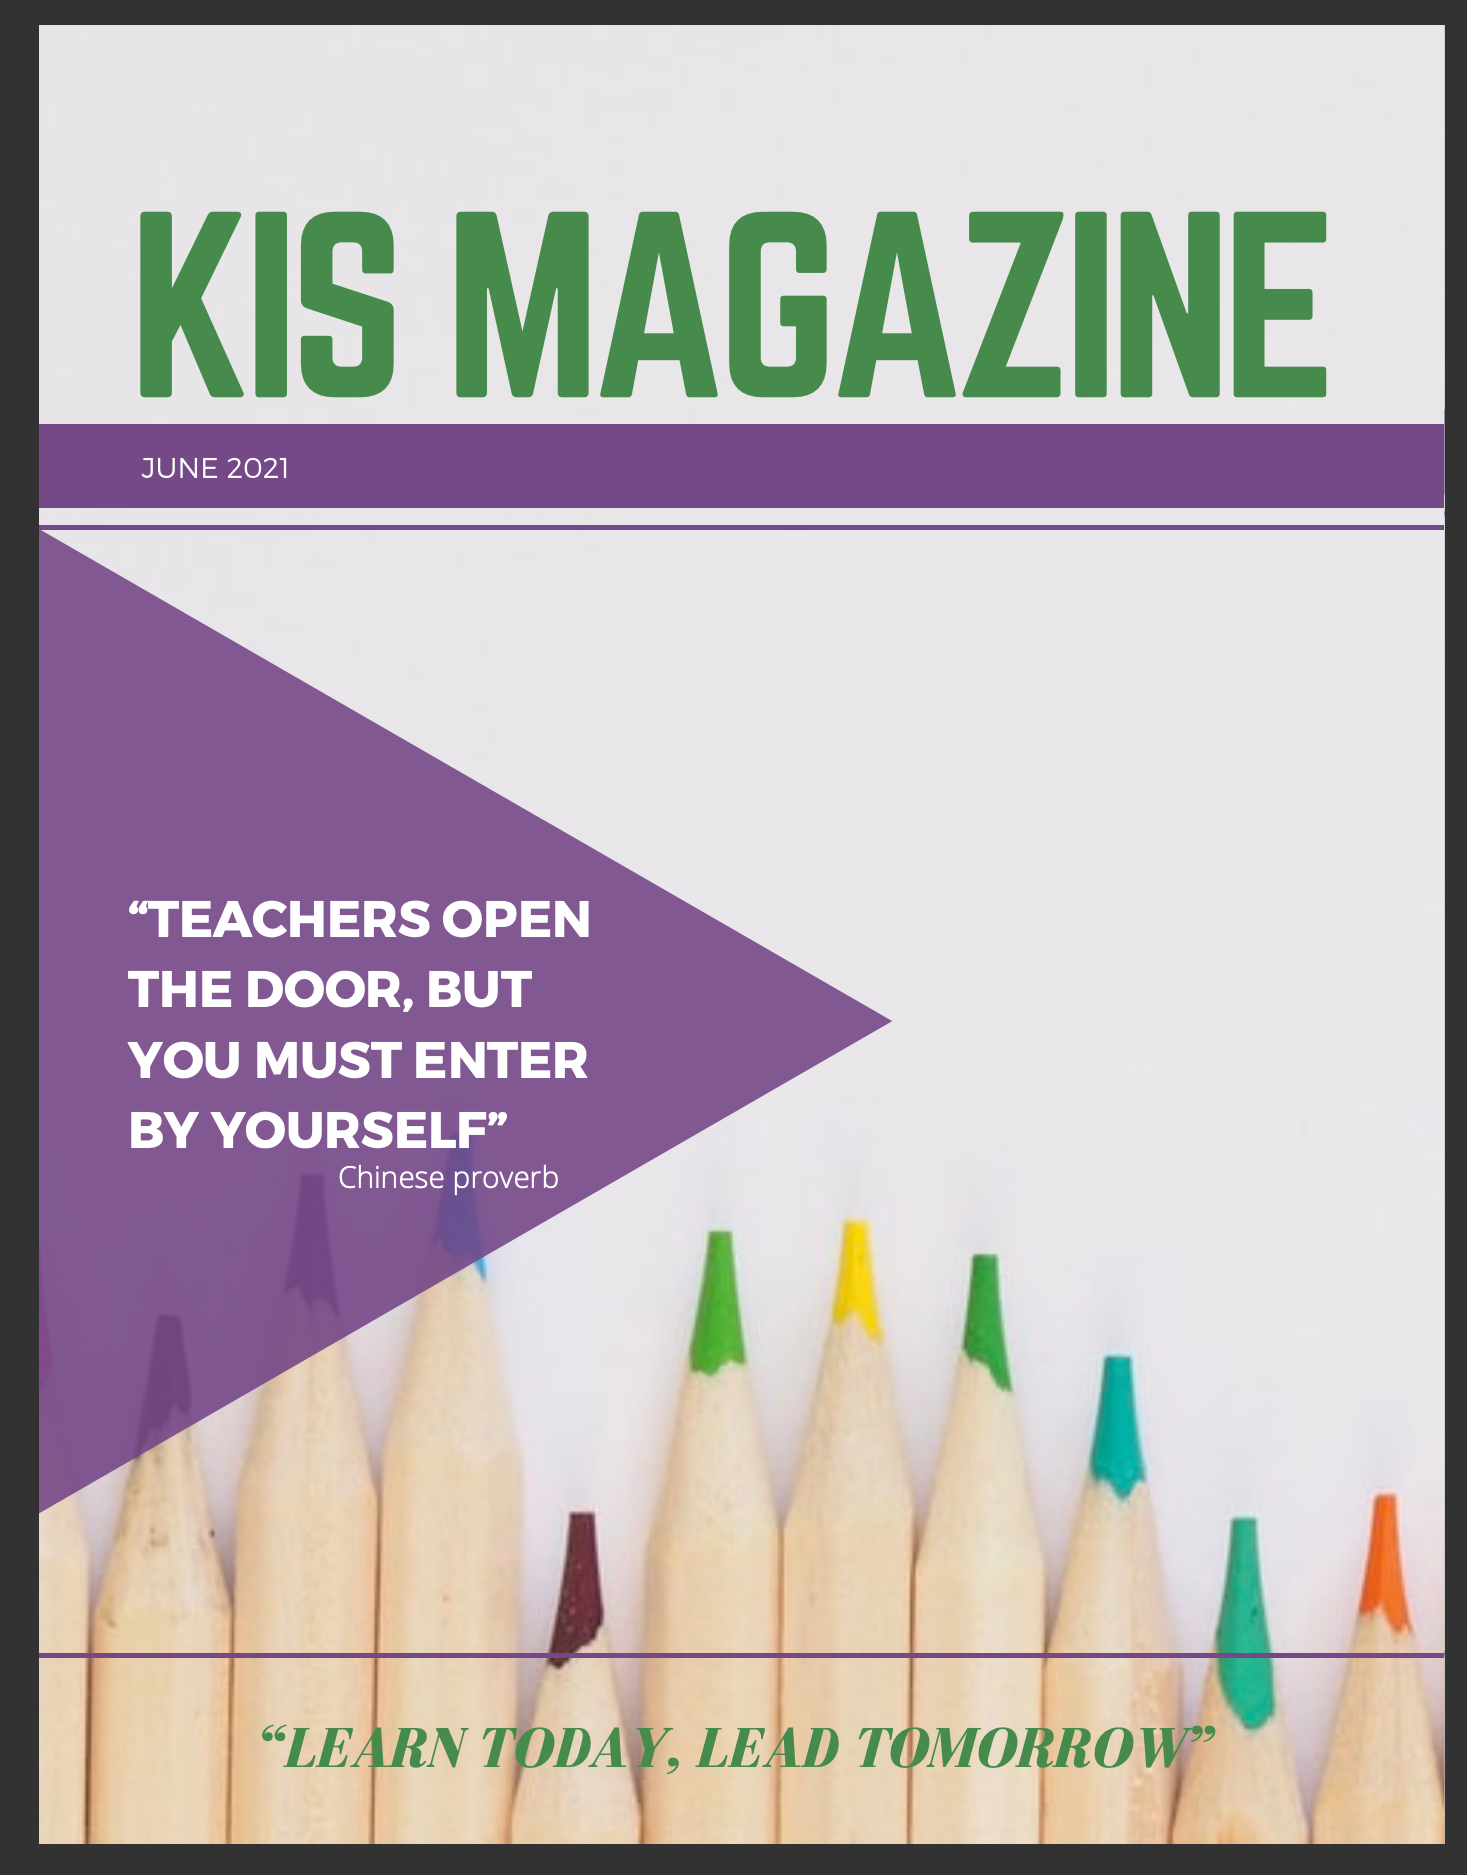 KIS MAGAZINE
JUNE 2021
“TEACHERS OPEN
THE DOOR, BUT
YOU MUST ENTER
BY YOURSELF”
Chinese proverb
“LEARN TODAY, LEAD TOMORROW”